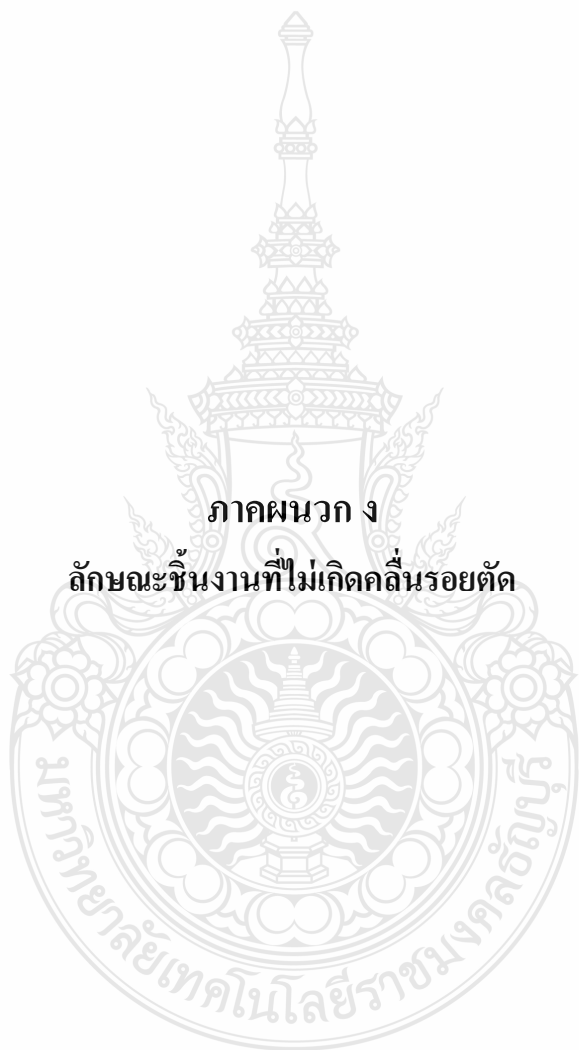 ภาคผนวก ง
ลักษณะชิ้นงานที่ไม่เกิดคลื่นรอยตัด
มหาวิทยาลัยเทคโนโลยีราชมงคลธัญบุรี